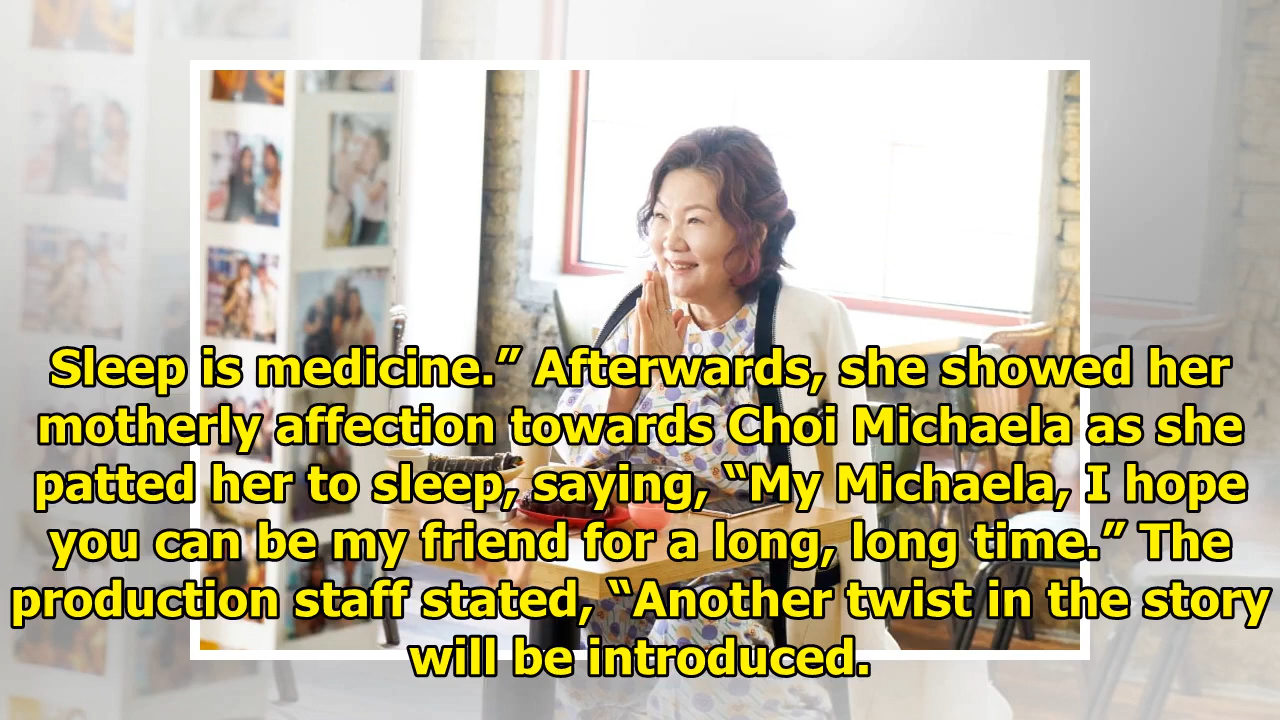 Sleep is medicine.” Afterwards, she showed her
motherly affection towards Choi Michaela as she
patted her to sleep, saying, “My Michaela, I hope
you can be my friend for a long, long time.” The
production staff stated, “Another twist in the story
will be introduced.